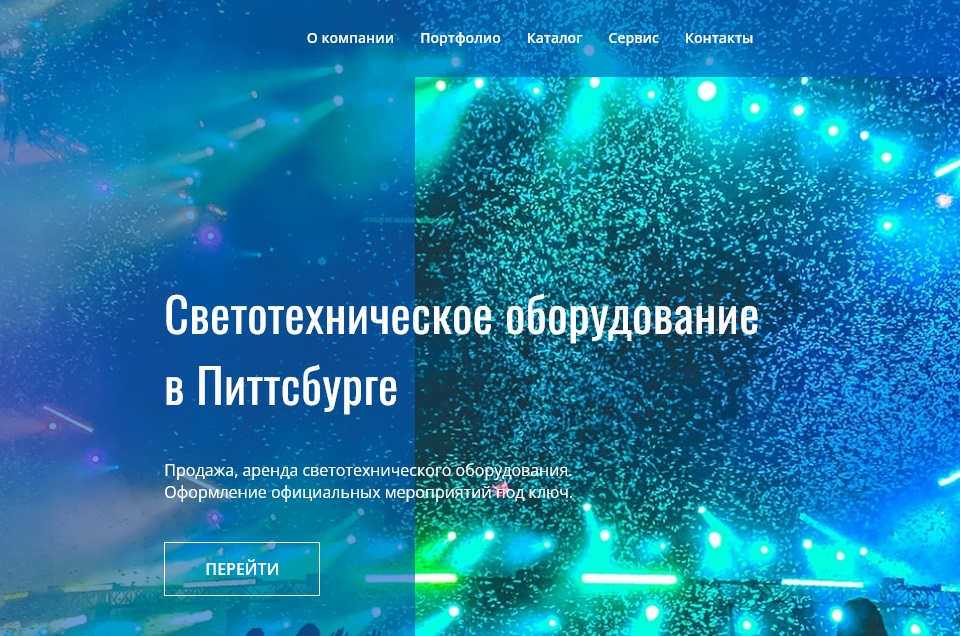 О компании Портфолио Каталог Сервис Контакты
Светотехническое оборудование
в Питтсбурге
Продажа, аренда светотехнического оборудования.
Оформление официальных мероприятий под ключ.
ПЕРЕЙТИ